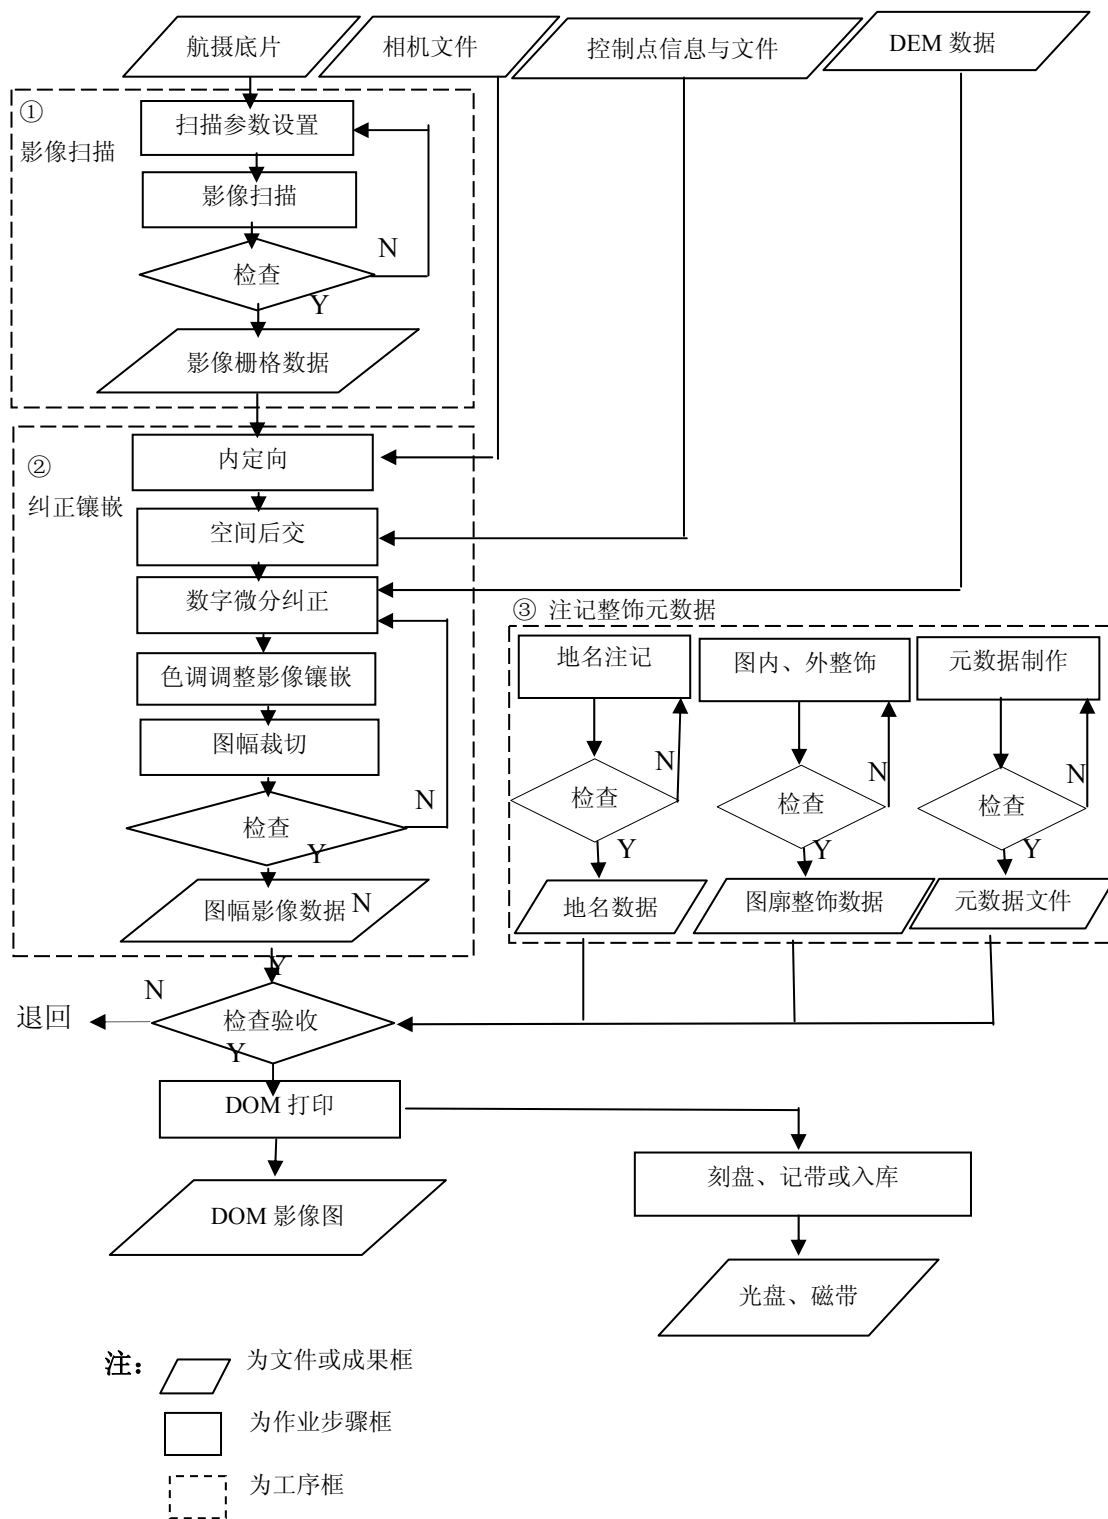 航摄底片
相机文件
控制点信息与文件
DEM 数据
①
影像扫描
扫描参数设置
影像扫描
N
检查
Y
影像栅格数据
②
纠正镶嵌
内定向
空间后交
数字微分纠正
色调调整影像镶嵌
图幅裁切
N
检查
Y
图幅影像数据 N
Y
③ 注记整饰元数据
地名注记
图内、外整饰
元数据制作
N
N
N
检查
检查
检查
Y
Y
Y
地名数据
图廓整饰数据
元数据文件
N
退回
检查验收
Y
DOM 打印
DOM 影像图
刻盘、记带或入库
光盘、磁带
注：
为文件或成果框
为作业步骤框
为工序框